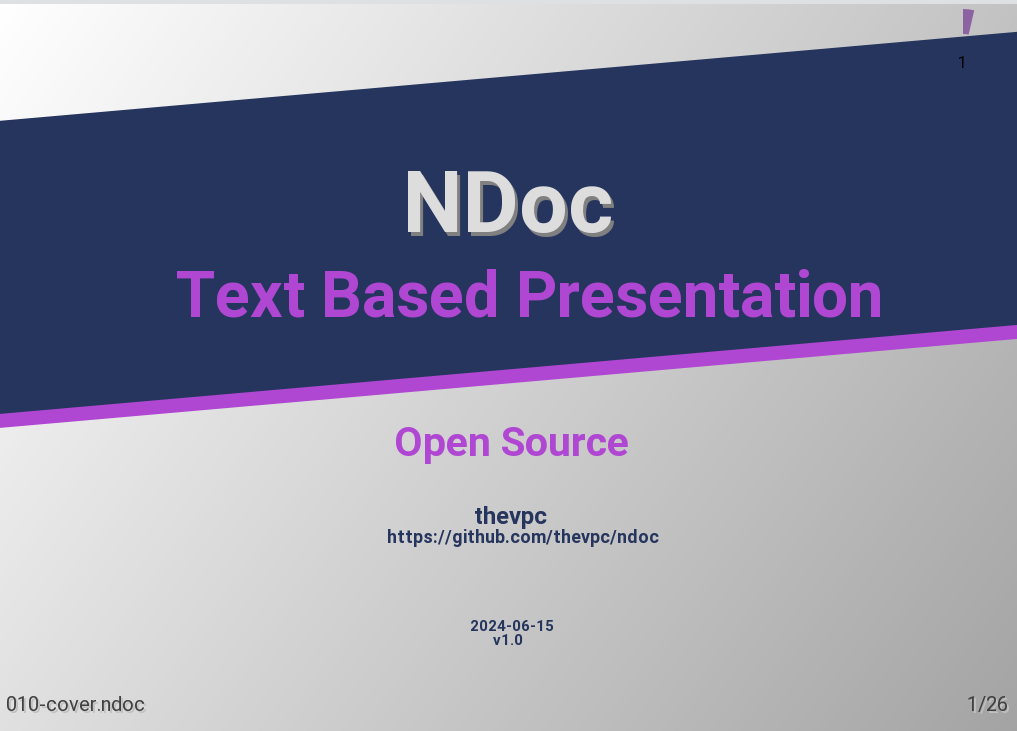 1
NDoc
Text Based Presentation
Open Source
thevpc
https://github.com/thevpc/ndoc
2024-06-15
v1.0
010-cover.ndoc
1/26